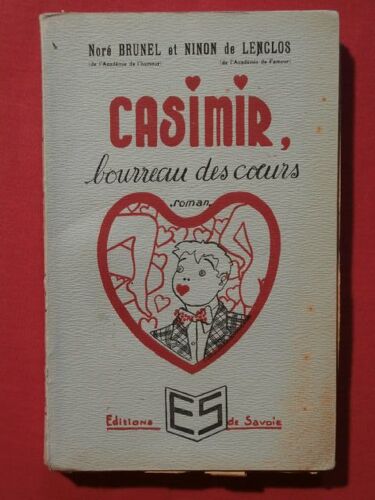 Noré BRUNEL et NINON de LENCLOS
(de l'Académie de l'humour) (de l'Académie de l'amour)
CASIMIR,
bourreau des cœurs
roman
Editions ES de Savoie